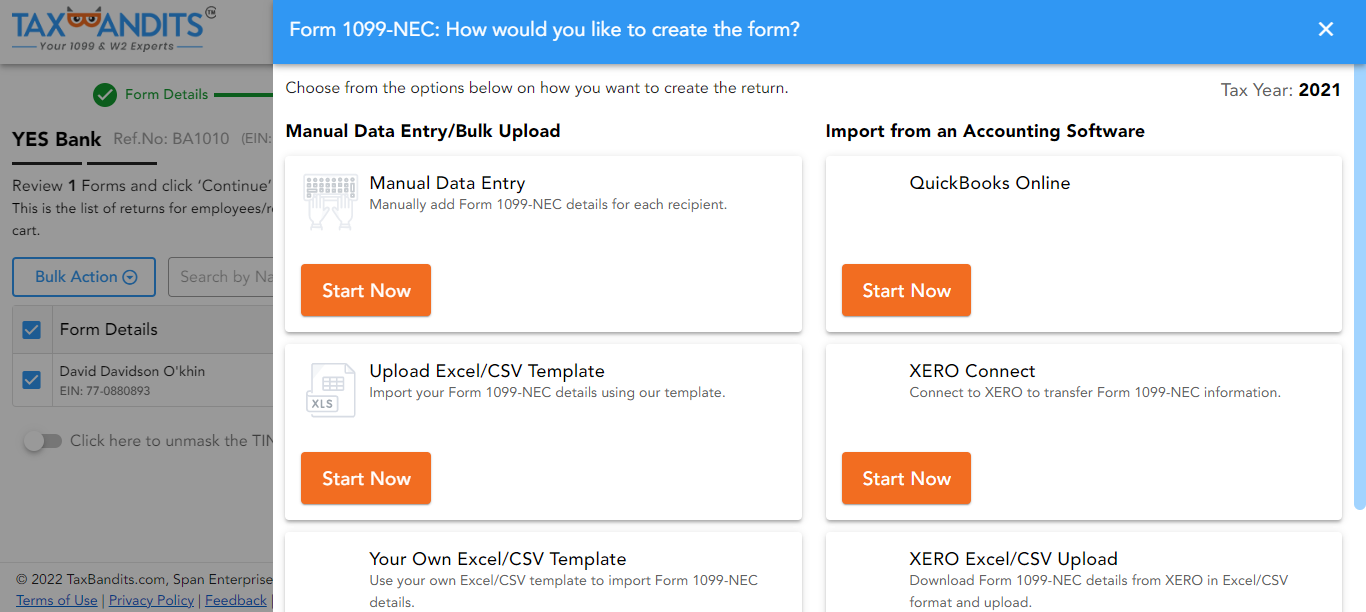 TAXBANDITS
Your 1099 & W2 Experts
Form Details
YES Bank Ref.No: BA1010 (EIN:
Review 1 Forms and click ‘Continue’
This is the list of returns for employees/r
cart.
Bulk Action
Search by Na
Form Details
David Davidson O'khin
EIN: 77-0880893
Click here to unmask the TIN
© 2022 TaxBandits.com, Span Enterprise
Terms of Use | Privacy Policy | Feedback |
Form 1099-NEC: How would you like to create the form?
Choose from the options below on how you want to create the return.
Tax Year: 2021
Manual Data Entry/Bulk Upload
Manual Data Entry
Manually add Form 1099-NEC details for each recipient.
Start Now
XLS
Upload Excel/CSV Template
Import your Form 1099-NEC details using our template.
Start Now
Your Own Excel/CSV Template
Use your own Excel/CSV template to import Form 1099-NEC
details.
Import from an Accounting Software
QuickBooks Online
Start Now
XERO Connect
Connect to XERO to transfer Form 1099-NEC information.
Start Now
XERO Excel/CSV Upload
Download Form 1099-NEC details from XERO in Excel/CSV
format and upload.